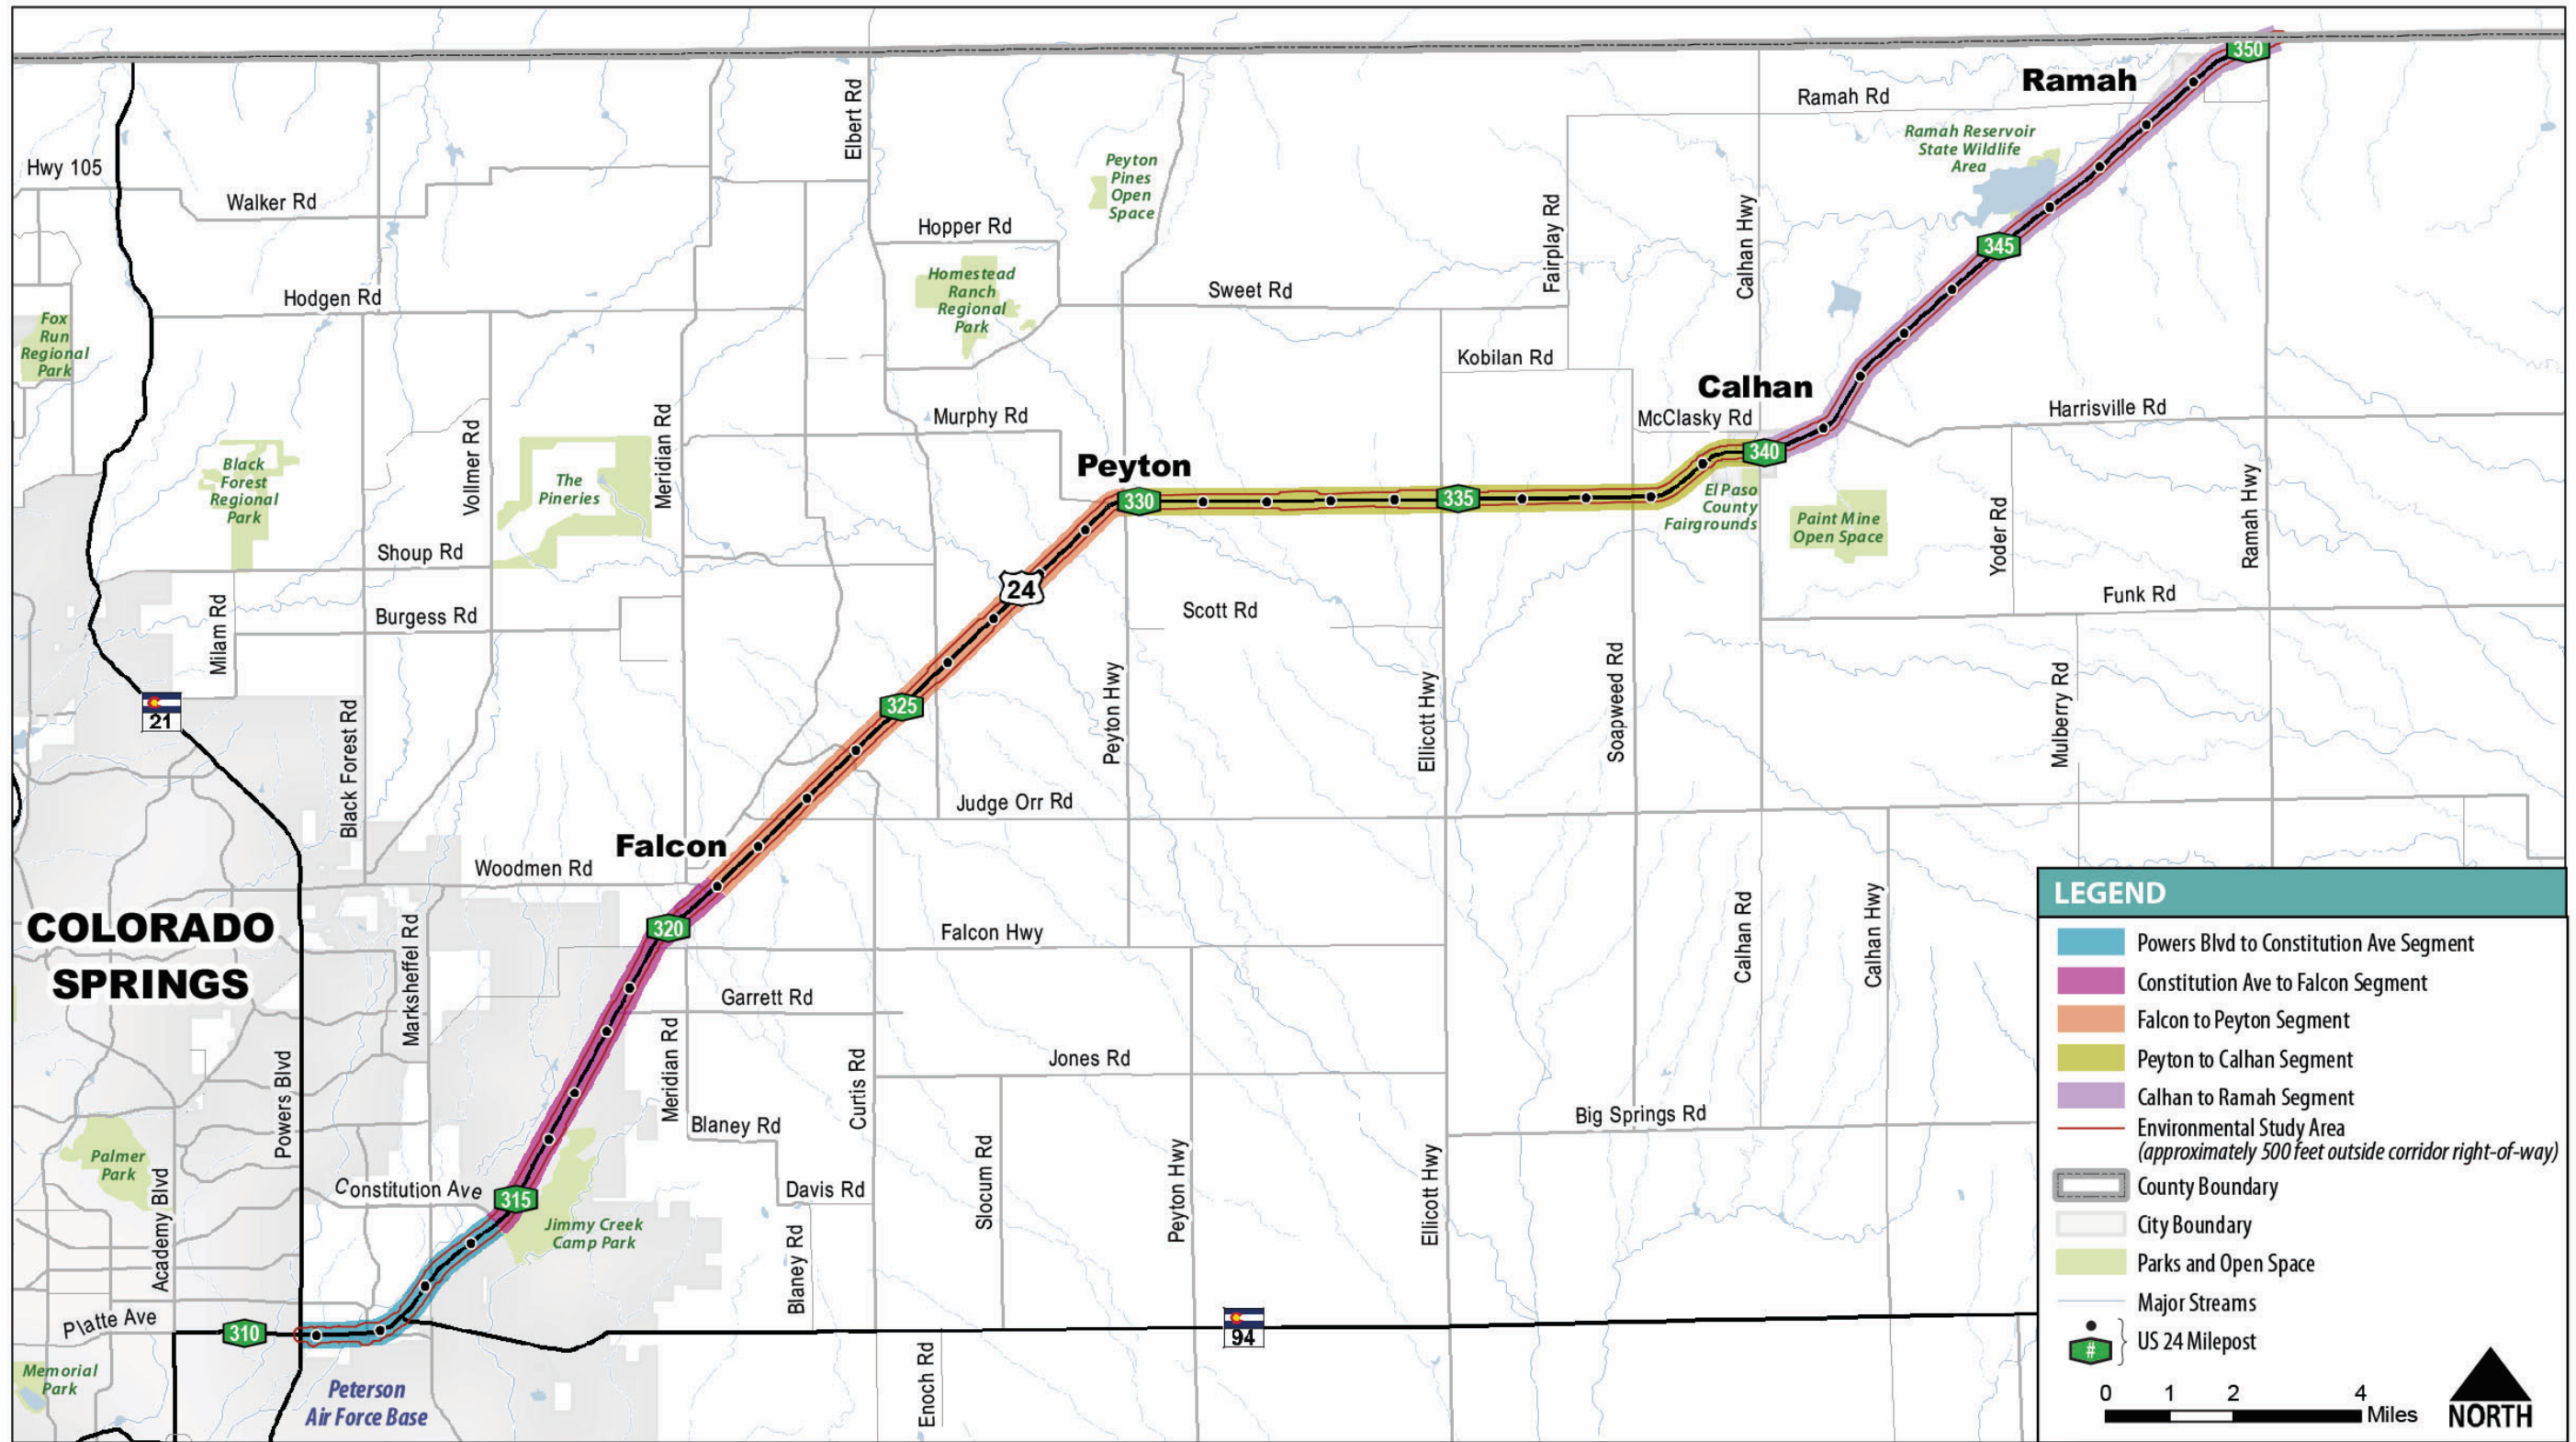 350
Ramah
Ramah Rd
Elbert Rd
Ramah Reservoir
State Wildlife
Area
Peyton
Pines
Open
Space
Hwy 105
Walker Rd
Hopper Rd
Fairplay Rd
Calhan Hwy
345
Homestead
Ranch
Regional
Park
Sweet Rd
Hodgen Rd
Fox
Run
Regional
Park
Kobilan Rd
Calhan
Murphy Rd
McClasky Rd
Harrisville Rd
Meridian Rd
Vollmer Rd
340
Black
Forest
Regional
Park
The
Pineries
Peyton
330
335
El Paso
County
Fairgrounds
Paint Mine
Open Space
Yoder Rd
Ramah Hwy
Shoup Rd
24
Funk Rd
Milam Rd
Burgess Rd
Scott Rd
21
325
Black Forest Rd
Peyton Hwy
Ellicott Hwy
Soapweed Rd
Mulberry Rd
Judge Orr Rd
Falcon
Woodmen Rd
COLORADO
SPRINGS
320
Marksheffel Rd
Falcon Hwy
Calhan Rd
Calhan Hwy
Garrett Rd
Powers Blvd
Meridian Rd
Curtis Rd
Jones Rd
Blaney Rd
Big Springs Rd
Palmer
Park
Academy Blvd
Constitution Ave
315
Davis Rd
Slocum Rd
Peyton Hwy
Ellicott Hwy
Jimmy Creek
Camp Park
Blaney Rd
Platte Ave
310
94
Memorial
Park
Peterson
Air Force Base
Enoch Rd
LEGEND
Powers Blvd to Constitution Ave Segment
Constitution Ave to Falcon Segment
Falcon to Peyton Segment
Peyton to Calhan Segment
Calhan to Ramah Segment
Environmental Study Area
(approximately 500 feet outside corridor right-of-way)
County Boundary
City Boundary
Parks and Open Space
Major Streams
# US 24 Milepost
0 1 2 4
Miles
NORTH